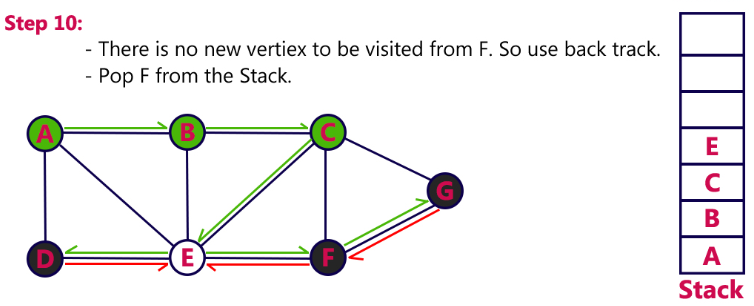 Step 10:
- There is no new vertiex to be visited from F. So use back track.
- Pop F from the Stack.
A B C
G
D E F
E
C
B
A
Stack